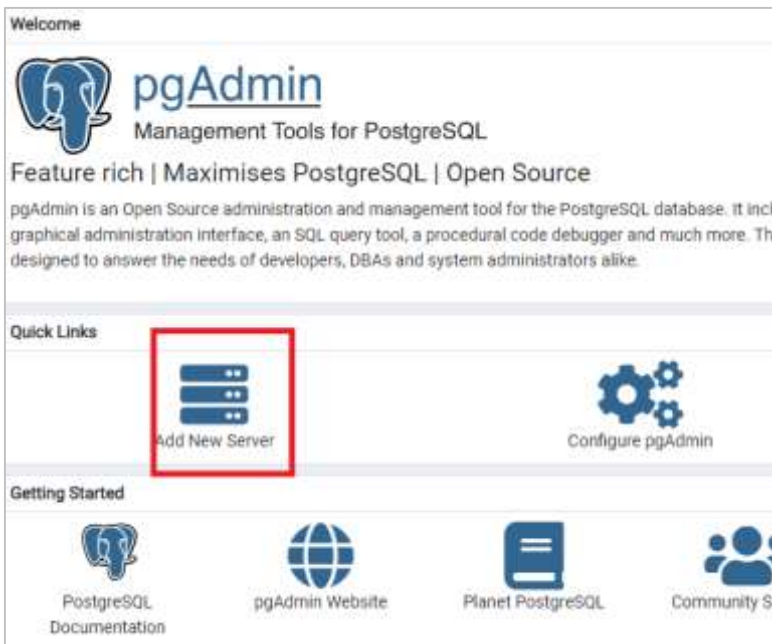 Welcome
pgAdmin
Management Tools for PostgreSQL
Feature rich | Maximises PostgreSQL | Open Source
pgAdmin is an Open Source administration and management tool for the PostgreSQL database. It incl
graphical administration interface, an SQL query tool, a procedural code debugger and much more. Th
designed to answer the needs of developers, DBAs and system administrators alike.
Quick Links
Add New Server
Configure pgAdmin
Getting Started
PostgreSQL
Documentation
pgAdmin Website
Planet PostgreSQL
Community S